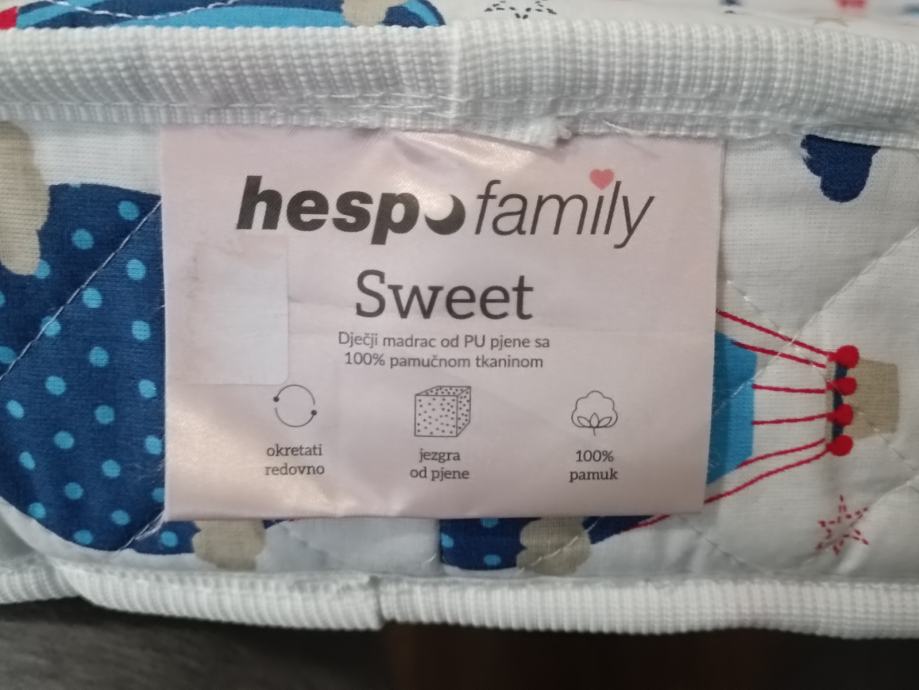 hespo family
Sweet
Dječji madrac od PU pjene sa
100% pamučnom tkaninom
okretati
redovno
jezgra
od pjene
100%
pamuk